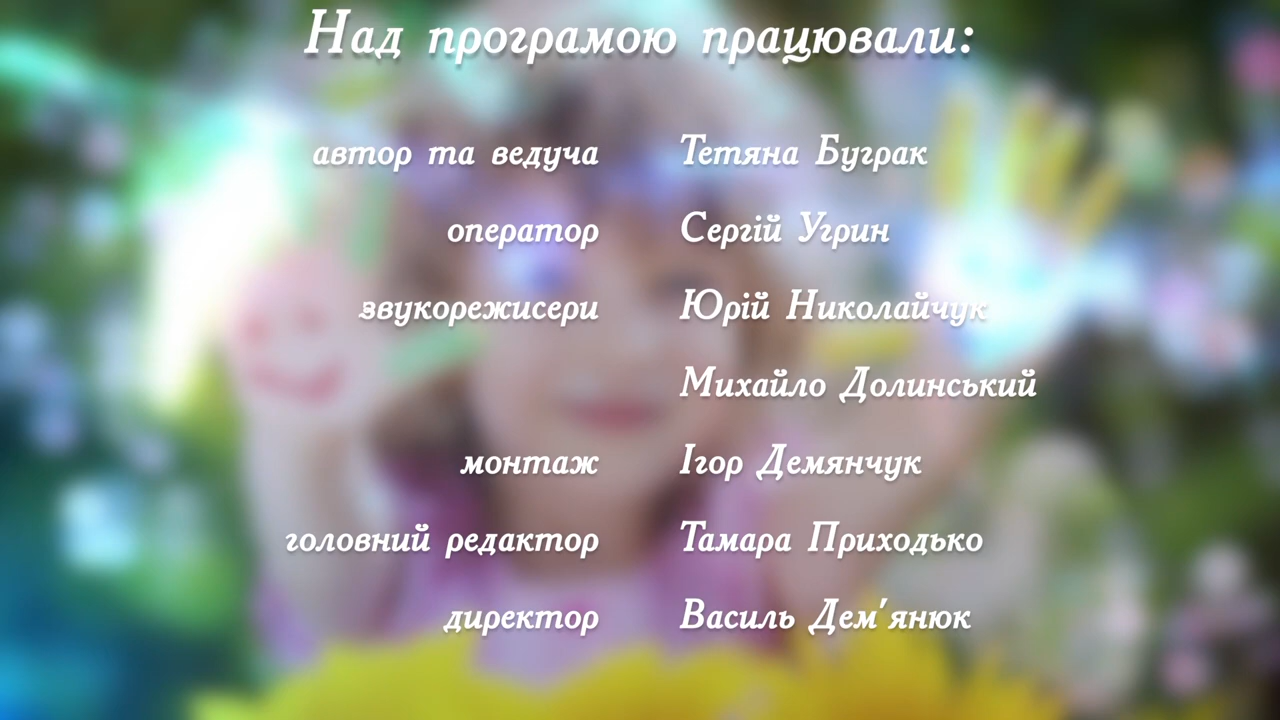 Над програмою працювали:
автор та ведуча Тетяна Буграк
оператор Сергій Угрин
звукорежисери Юрій Николайчук
Михайло Долинський
монтаж Ігор Демянчук
головний редактор Тамара Приходько
директор Василь Дем'янюк